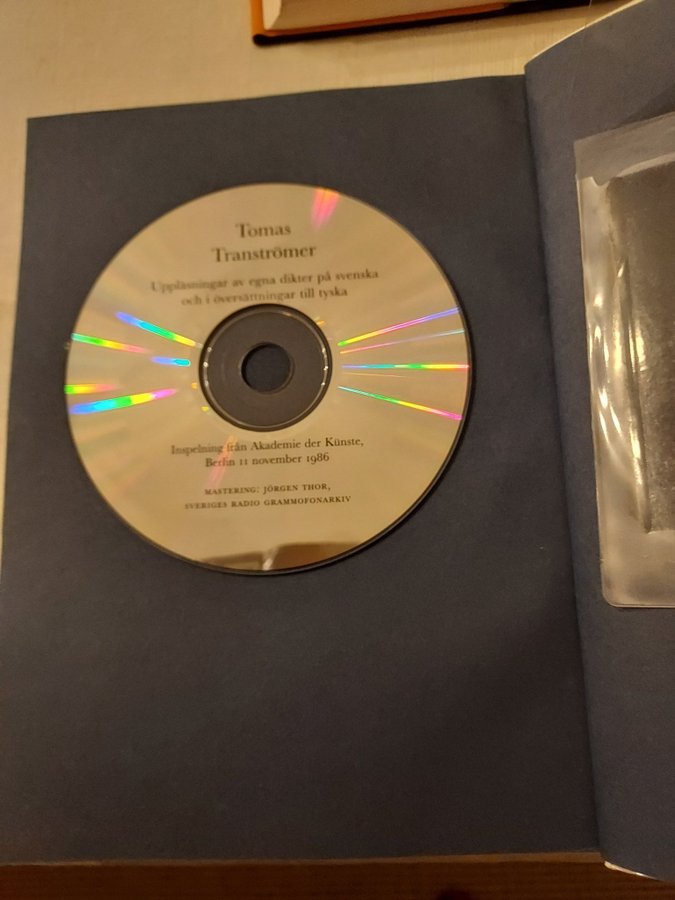 Tomas
Tranströmer
Uppläsningar av egna dikter på svenska
och i översättningar till tyska
Inspelning från Akademie der Künste,
Berlin 11 november 1986
MASTERING: JÖRGEN THOR,
SVERIGES RADIO GRAMMOFONARKIV